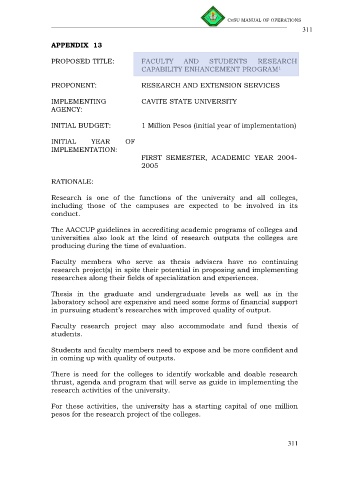 CvSU MANUAL OF OPERATIONS
311
APPENDIX 13
PROPOSED TITLE: FACULTY AND STUDENTS RESEARCH
CAPABILITY ENHANCEMENT PROGRAM¹
PROPONENT: RESEARCH AND EXTENSION SERVICES
IMPLEMENTING CAVITE STATE UNIVERSITY
AGENCY:
INITIAL BUDGET: 1 Million Pesos (initial year of implementation)
INITIAL YEAR OF
IMPLEMENTATION:
FIRST SEMESTER, ACADEMIC YEAR 2004-
2005
RATIONALE:
Research is one of the functions of the university and all colleges,
including those of the campuses are expected to be involved in its
conduct.
The AACCUP guidelines in accrediting academic programs of colleges and
universities also look at the kind of research outputs the colleges are
producing during the time of evaluation.
Faculty members who serve as thesis advisers have no continuing
research project(s) in spite their potential in proposing and implementing
researches along their fields of specialization and experiences.
Thesis in the graduate and undergraduate levels as well as in the
laboratory school are expensive and need some forms of financial support
in pursuing student's researches with improved quality of output.
Faculty research project may also accommodate and fund thesis of
students.
Students and faculty members need to expose and be more confident and
in coming up with quality of outputs.
There is need for the colleges to identify workable and doable research
thrust, agenda and program that will serve as guide in implementing the
research activities of the university.
For these activities, the university has a starting capital of one million
pesos for the research project of the colleges.
311